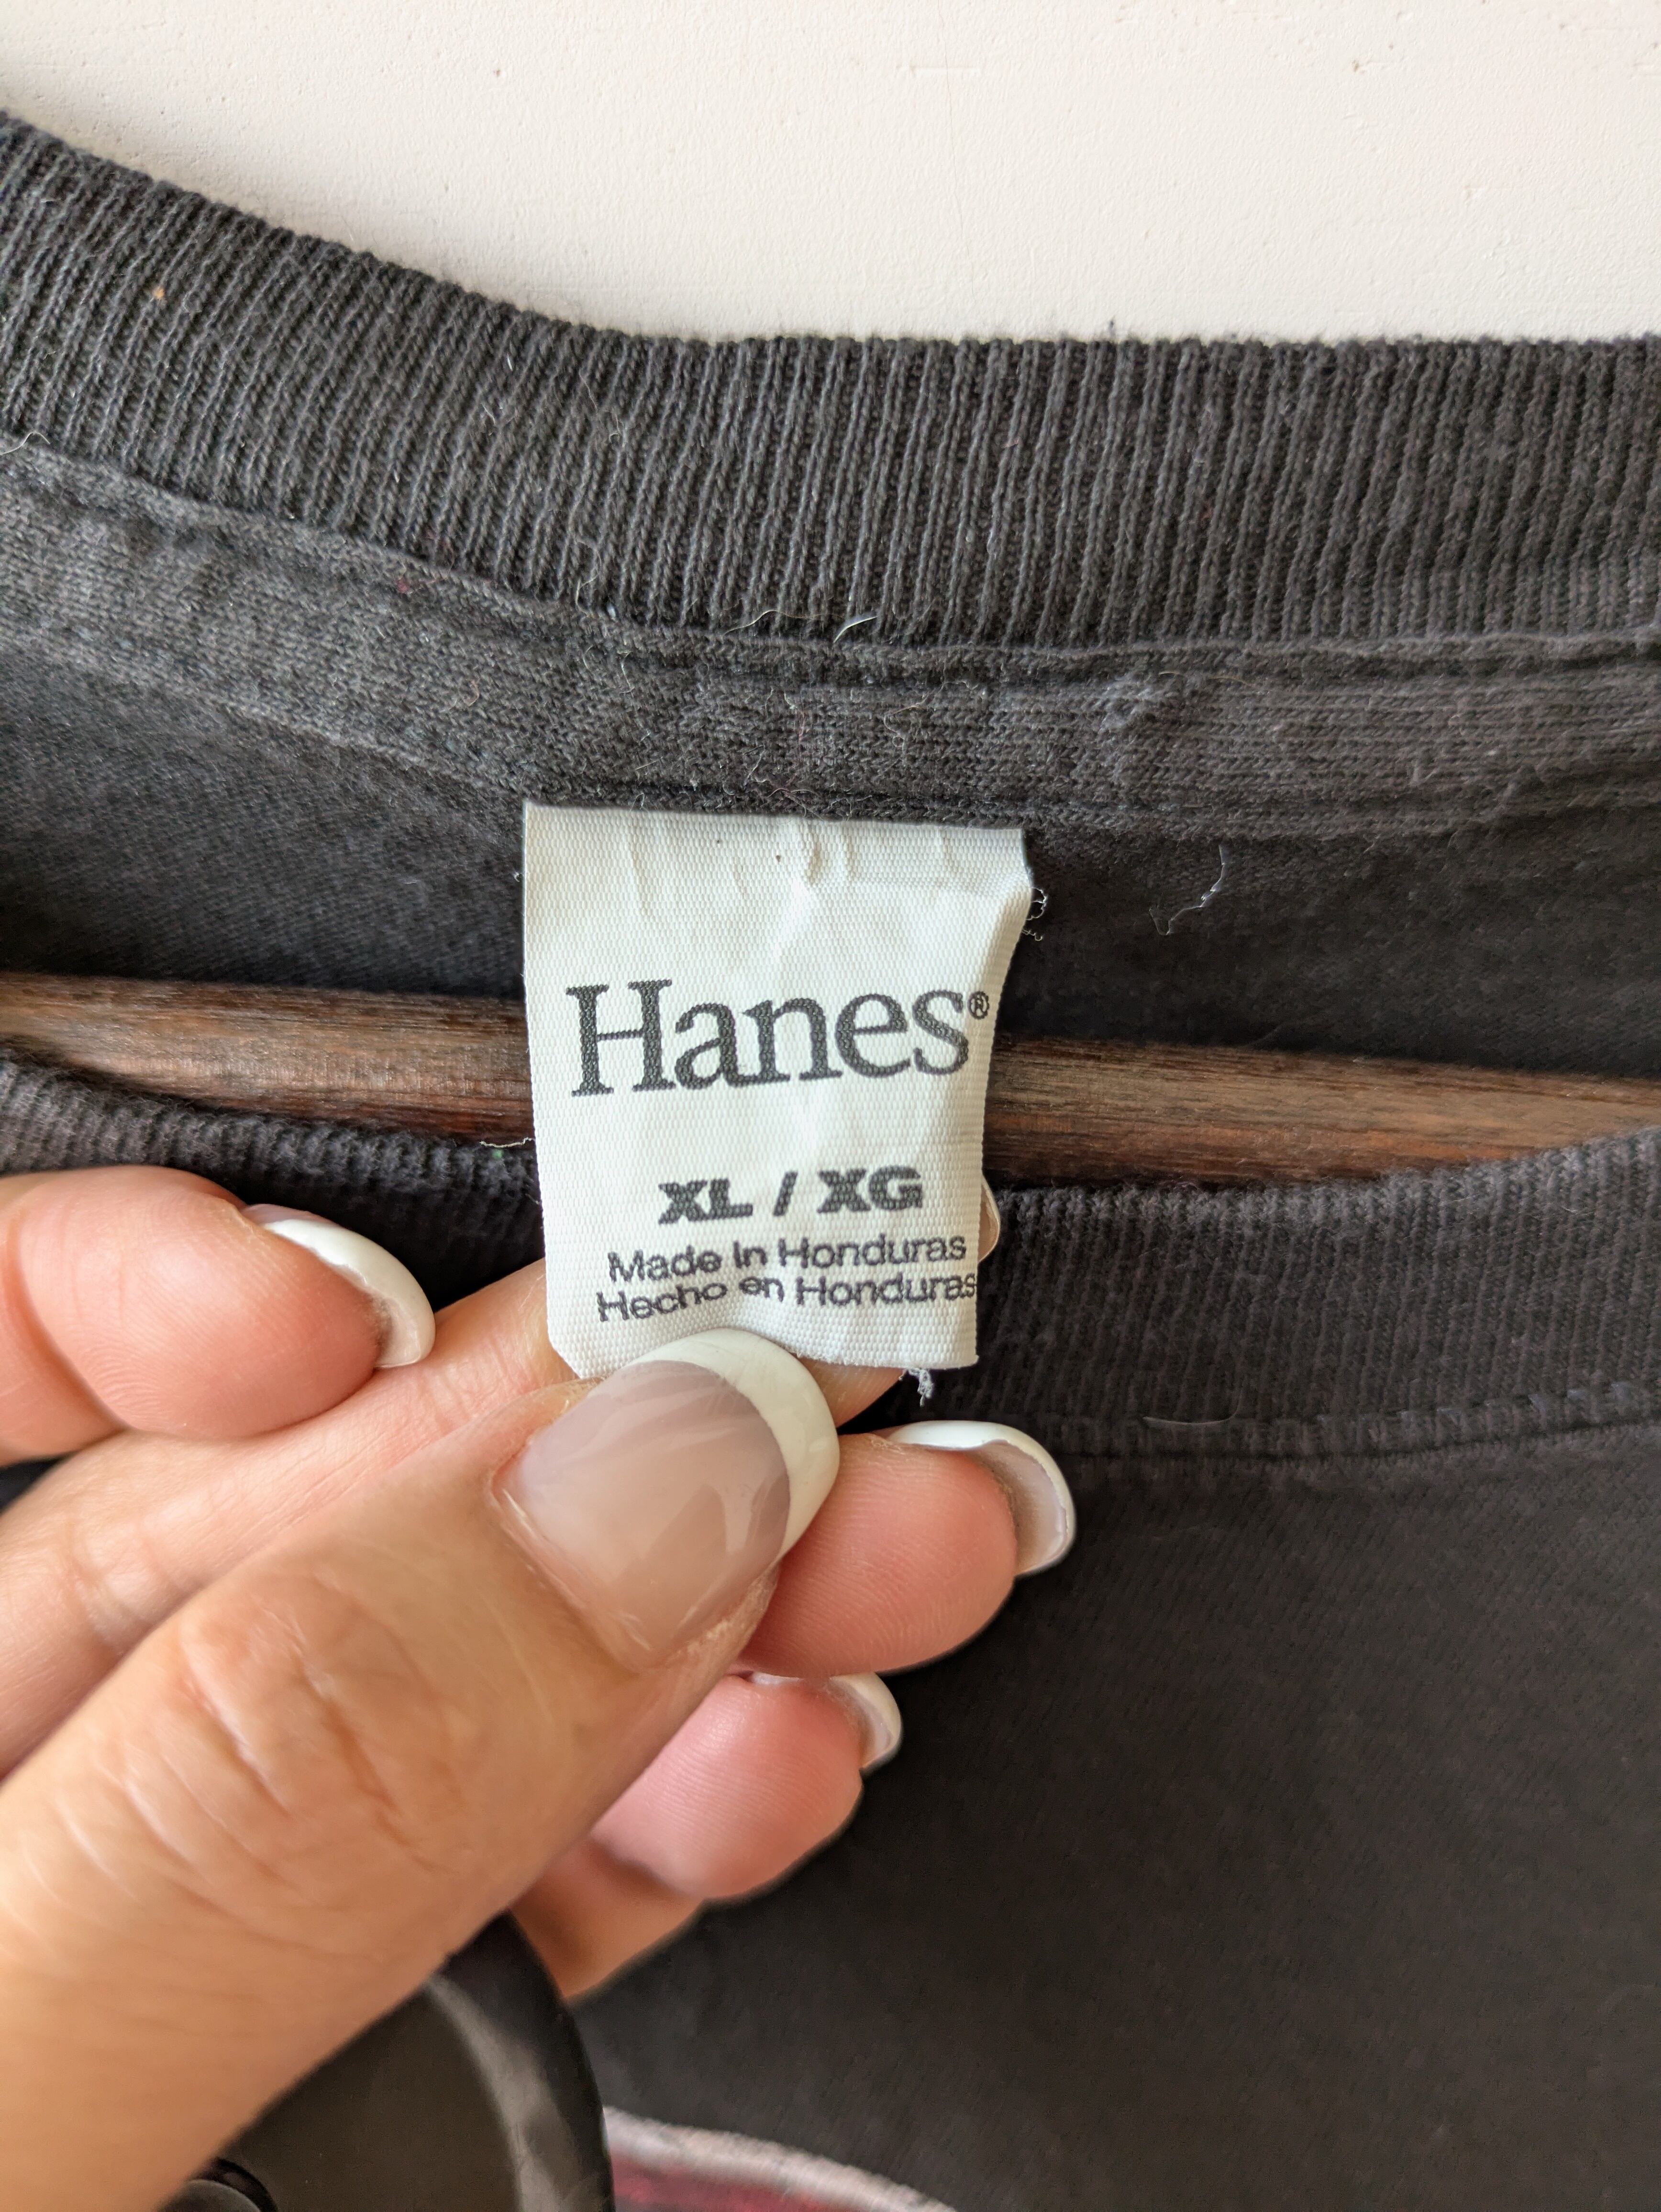 Hanes®
XL / XG
Made In Honduras
Hecho en Honduras